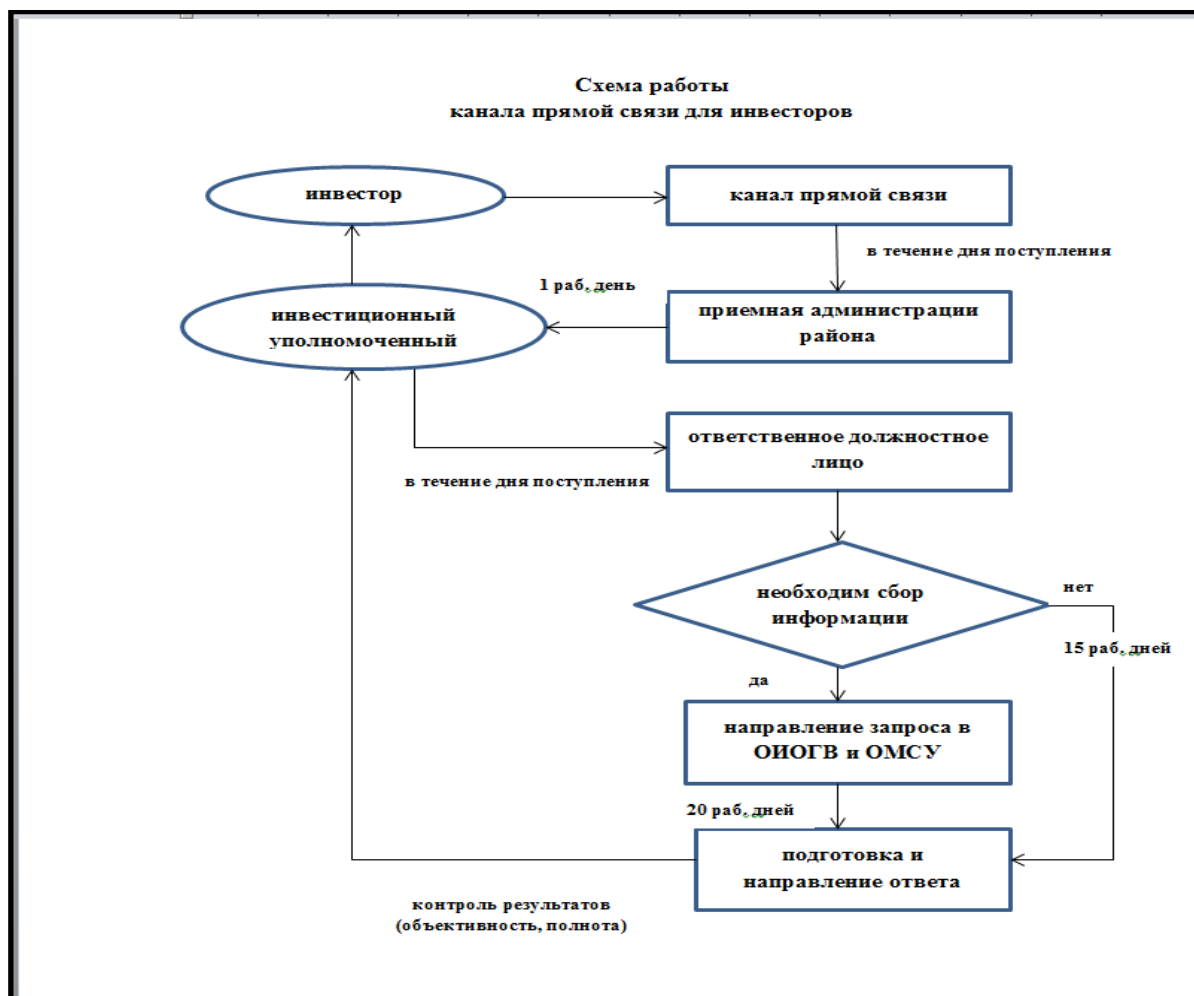 Схема работы
канала прямой связи для инвесторов
инвестор
канал прямой связи
в течение дня поступления
1 раб. день
инвестиционный
уполномоченный
приемная администрации
района
ответственное должностное
лицо
в течение дня поступления
необходим сбор
информации
нет
15 раб. дней
да
направление запроса в
ОИОГВ и ОМСУ
20 раб. дней
подготовка и
направление ответа
контроль результатов
(объективность, полнота)